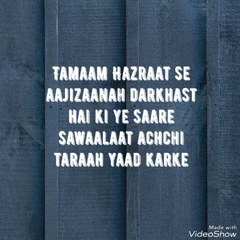 TAMAAM HAZRAAT SE
AAJIZAANAH DARKHAST
HAI KI YE SAARE
SAWAALAAT ACHCHI
TARAAH YAAD KARKE
Made with
VideoShow